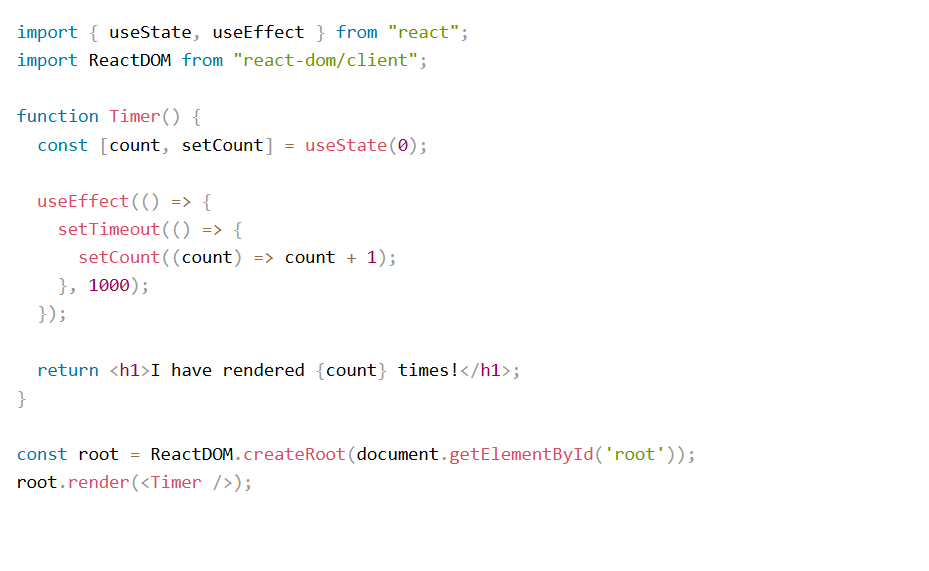 import { useState, useEffect } from "react";
import ReactDOM from "react-dom/client";

function Timer() {
  const [count, setCount] = useState(0);

  useEffect(() => {
    setTimeout(() => {
      setCount((count) => count + 1);
    }, 1000);
  });

  return <h1>I have rendered {count} times!</h1>;
}

const root = ReactDOM.createRoot(document.getElementById('root'));
root.render(<Timer />);